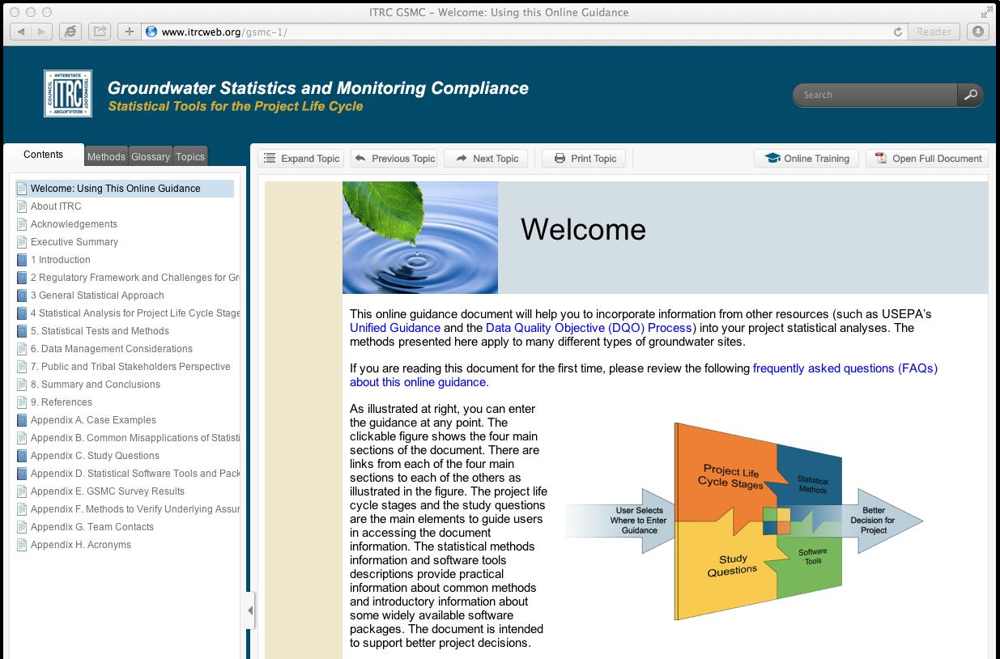 ITRC GSMC – Welcome: Using this Online Guidance
www.itrcweb.org/gsmc-1/
Reader
INTERSTATE
COUNCIL
ITRC
TECHNOLOGY
REGULATORY
Groundwater Statistics and Monitoring Compliance
Statistical Tools for the Project Life Cycle
Search
Contents
Methods
Glossary
Topics
Expand Topic
Previous Topic
Next Topic
Print Topic
Online Training
Open Full Document
Welcome: Using This Online Guidance
About ITRC
Acknowledgements
Executive Summary
1 Introduction
2 Regulatory Framework and Challenges for Gr
3 General Statistical Approach
4 Statistical Analysis for Project Life Cycle Stage
5. Statistical Tests and Methods
6. Data Management Considerations
7. Public and Tribal Stakeholders Perspective
8. Summary and Conclusions
9. References
Appendix A. Case Examples
Appendix B. Common Misapplications of Statisti
Appendix C. Study Questions
Appendix D. Statistical Software Tools and Pack
Appendix E. GSMC Survey Results
Appendix F. Methods to Verify Underlying Assur
Appendix G. Team Contacts
Appendix H. Acronyms
Welcome
This online guidance document will help you to incorporate information from other resources (such as USEPA's
Unified Guidance and the Data Quality Objective (DQO) Process) into your project statistical analyses. The
methods presented here apply to many different types of groundwater sites.
If you are reading this document for the first time, please review the following frequently asked questions (FAQs)
about this online guidance.
As illustrated at right, you can enter
the guidance at any point. The
clickable figure shows the four main
sections of the document. There are
links from each of the four main
sections to each of the others as
illustrated in the figure. The project life
cycle stages and the study questions
are the main elements to guide users
in accessing the document
information. The statistical methods
information and software tools
descriptions provide practical
information about common methods
and introductory information about
some widely available software
packages. The document is intended
to support better project decisions.
User Selects
Where to Enter
Guidance
Project Life
Cycle Stages
Statistical
Methods
Study
Questions
Software
Tools
Better
Decision for
Project